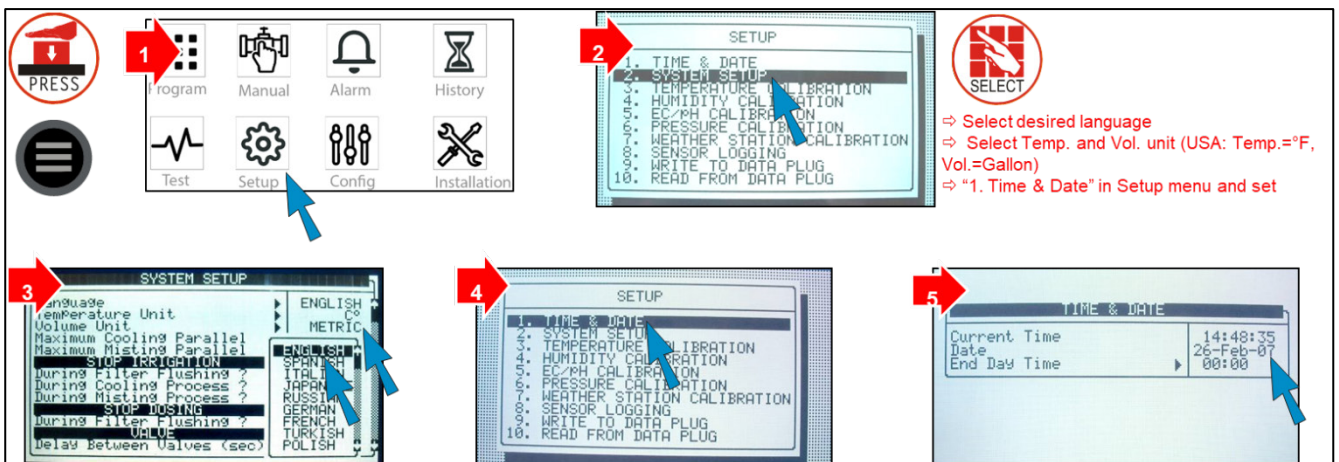 PRESS
1
Program
Manual
Alarm
History
Test
Setup
Config
Installation
2
SETUP
1. TIME & DATE
2. SYSTEM SETUP
3. TEMPERATURE CALIBRATION
4. HUMIDITY CALIBRATION
5. EC/PH CALIBRATION
6. PRESSURE CALIBRATION
7. WEATHER STATION CALIBRATION
8. SENSOR LOGGING
9. WRITE TO DATA PLUG
10. READ FROM DATA PLUG
SELECT
⇨ Select desired language
⇨ Select Temp. and Vol. unit (USA: Temp.=°F,
Vol.=Gallon)
⇨ “1. Time & Date” in Setup menu and set
3
SYSTEM SETUP
Language ENGLISH
Temperature Unit C°
Volume Unit METRIC
Maximum Cooling Parallel
Maximum Misting Parallel
STOP IRRIGATION
During Filter Flushing ?
During Cooling Process ?
During Misting Process ?
STOP DOSING
During Filter Flushing ?
VALVE
Delay Between Valves (sec)
ENGLISH
SPANISH
ITALIAN
JAPANESE
RUSSIAN
GERMAN
FRENCH
TURKISH
POLISH
4
SETUP
1. TIME & DATE
2. SYSTEM SETUP
3. TEMPERATURE CALIBRATION
4. HUMIDITY CALIBRATION
5. EC/PH CALIBRATION
6. PRESSURE CALIBRATION
7. WEATHER STATION CALIBRATION
8. SENSOR LOGGING
9. WRITE TO DATA PLUG
10. READ FROM DATA PLUG
5
TIME & DATE
Current Time 14:48:35
Date 26-Feb-07
End Day Time 00:00